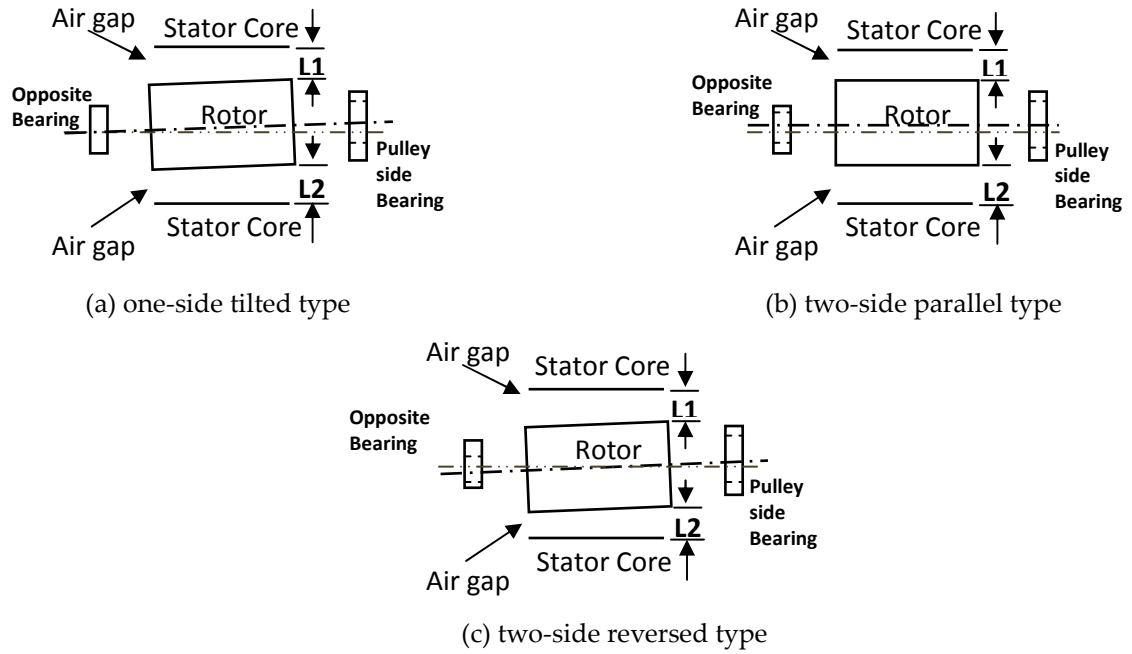 Air gap
Stator Core
L1
Opposite
Bearing
Rotor
Pulley
side
Bearing
L2
Stator Core
Air gap
(a) one-side tilted type
Air gap
Stator Core
L1
Opposite
Bearing
Rotor
Pulley
side
Bearing
L2
Stator Core
Air gap
(b) two-side parallel type
Air gap
Stator Core
L1
Opposite
Bearing
Rotor
Pulley
side
Bearing
L2
Stator Core
Air gap
(c) two-side reversed type